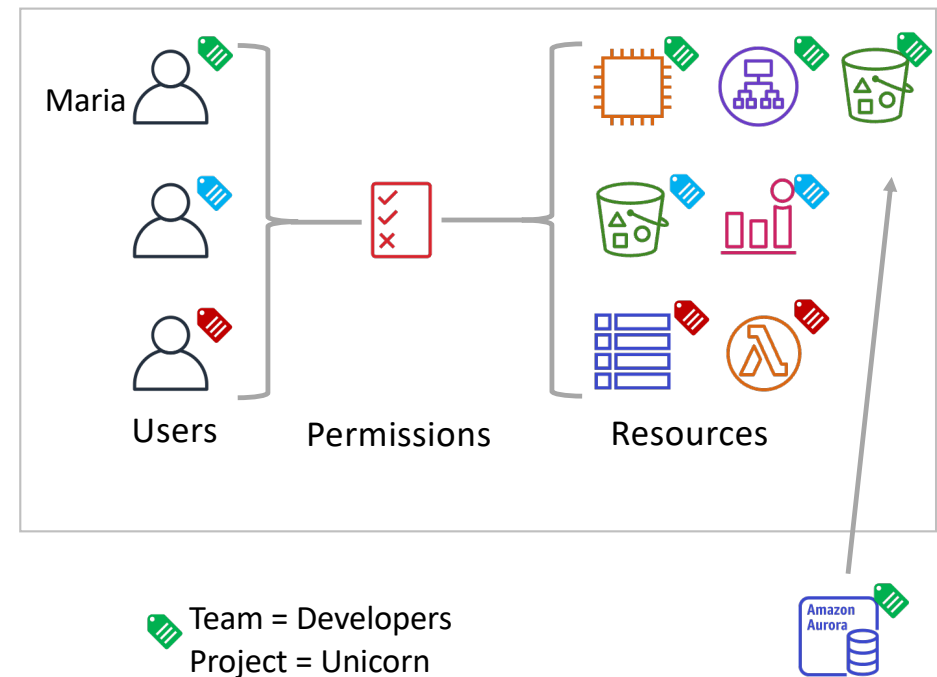 Maria
Users
Permissions
Resources
Team = Developers
Project = Unicorn
Amazon
Aurora